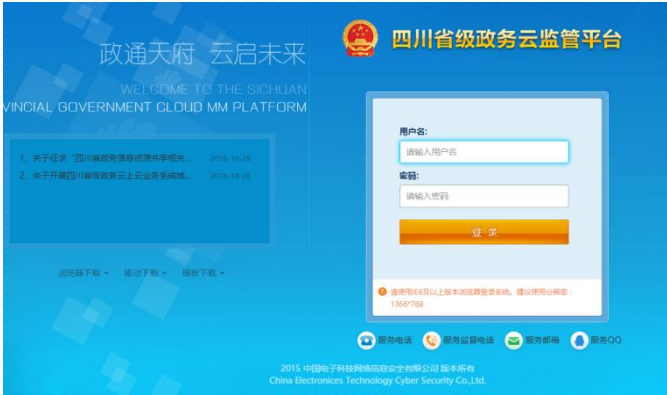 政通天府 云启未来
WELCOME TO THE SICHUAN
VINCIAL GOVERNMENT CLOUD MM PLATFORM
四川省级政务云监管平台
1、关于征求“四川省政务信息资源共享相关... 2016-10-28
2、关于开展四川省级政务云上云业务系统梳... 2016-10-28
浏览器下载 驱动下载 模板下载
用户名:
请输入用户名
密码:
请输入密码
登 录
请使用IE8及以上版本浏览器登录系统，建议使用分辨率：
1366*768
服务电话 服务监督电话 服务邮箱 服务QQ
2015 中国电子科技网络信息安全有限公司 版本所有
China Electronices Technology Cyber Security Co.,Ltd.